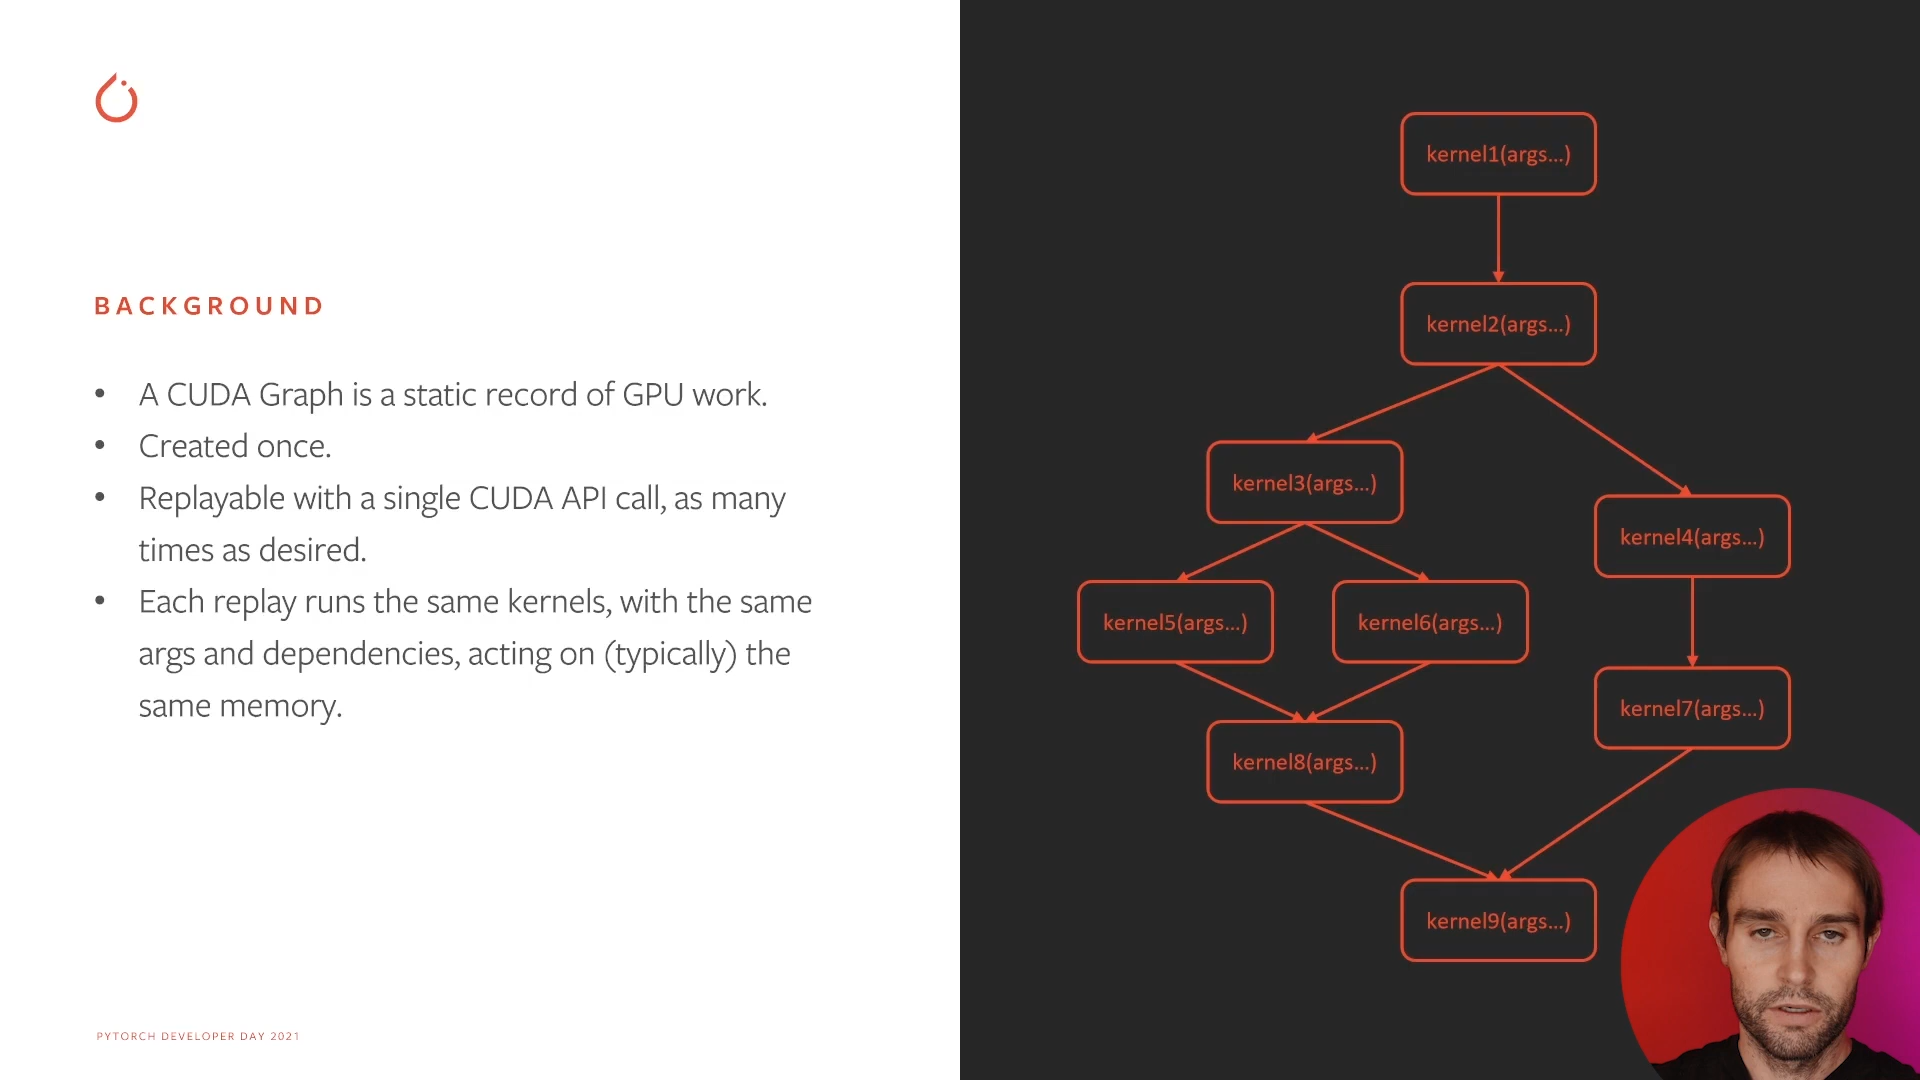 BACKGROUND
• A CUDA Graph is a static record of GPU work.
• Created once.
• Replayable with a single CUDA API call, as many
times as desired.
• Each replay runs the same kernels, with the same
args and dependencies, acting on (typically) the
same memory.
PYTORCH DEVELOPER DAY 2021
kernel1(args...)
kernel2(args...)
kernel3(args...)
kernel4(args...)
kernel5(args...)
kernel6(args...)
kernel7(args...)
kernel8(args...)
kernel9(args...)